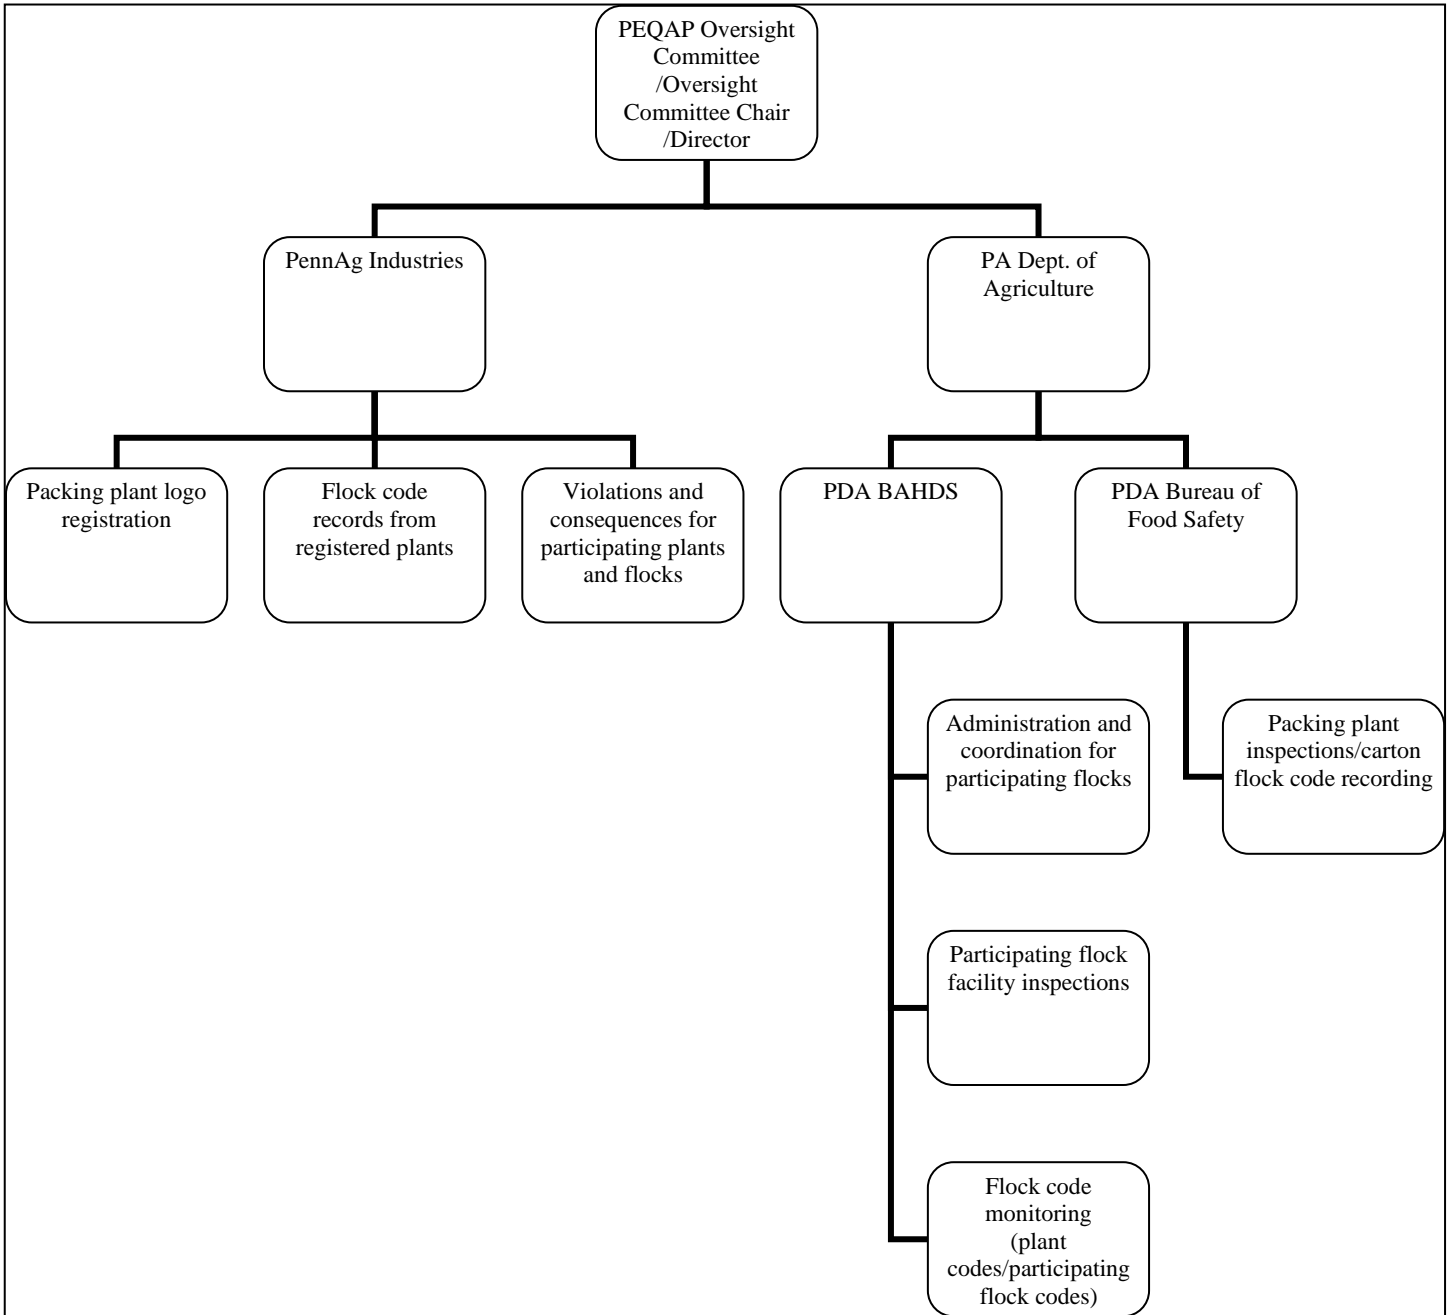 PEQAP Oversight
Committee
/Oversight
Committee Chair
/Director
PennAg Industries
PA Dept. of
Agriculture
Packing plant logo
registration
Flock code
records from
registered plants
Violations and
consequences for
participating plants
and flocks
PDA BAHDS
PDA Bureau of
Food Safety
Administration and
coordination for
participating flocks
Packing plant
inspections/carton
flock code recording
Participating flock
facility inspections
Flock code
monitoring
(plant
codes/participating
flock codes)